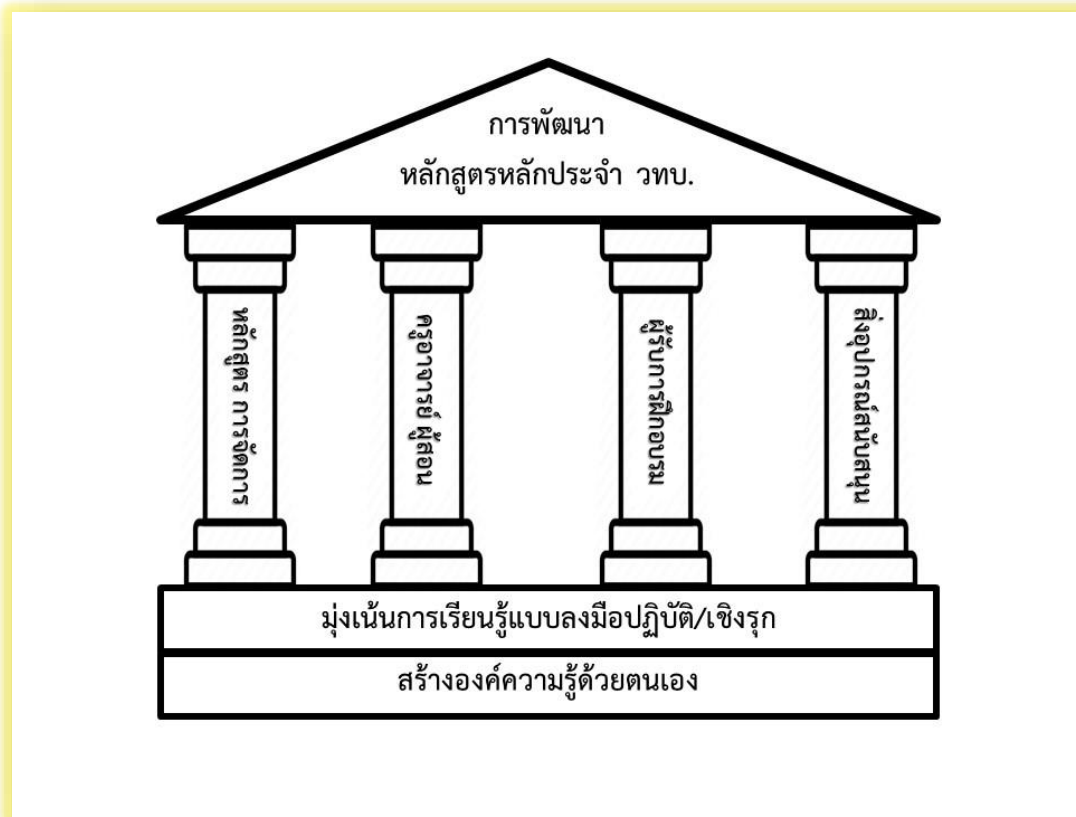 การพัฒนา
หลักสูตรหลักประจำ วทบ.
หลักสูตร การจัดการ
ครูอาจารย์ ผู้สอน
ผู้รับการฝึกอบรม
สิ่งอุปกรณ์สนับสนุน
มุ่งเน้นการเรียนรู้แบบลงมือปฏิบัติ/เชิงรุก
สร้างองค์ความรู้ด้วยตนเอง